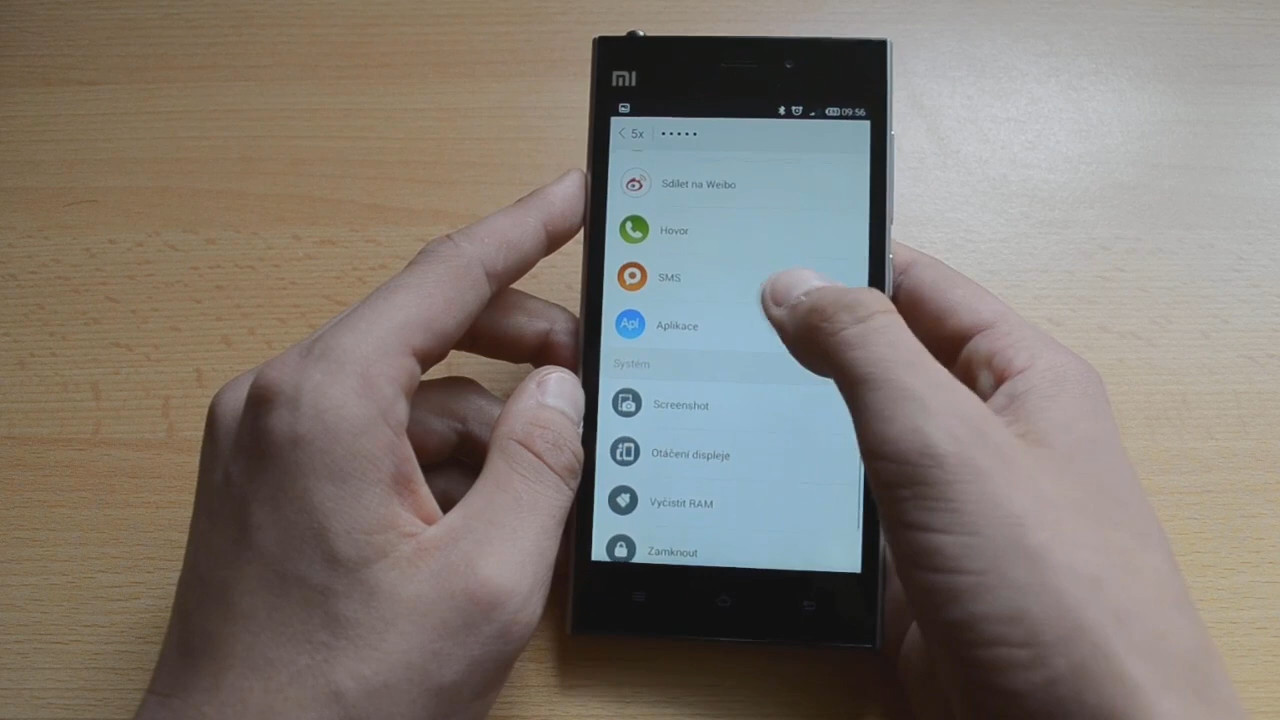 MI
09:56
5x
Sdílet na Weibo
Hovor
SMS
Apl Aplikace
Systém
Screenshot
Otáčení displeje
Vyčistit RAM
Zamknout